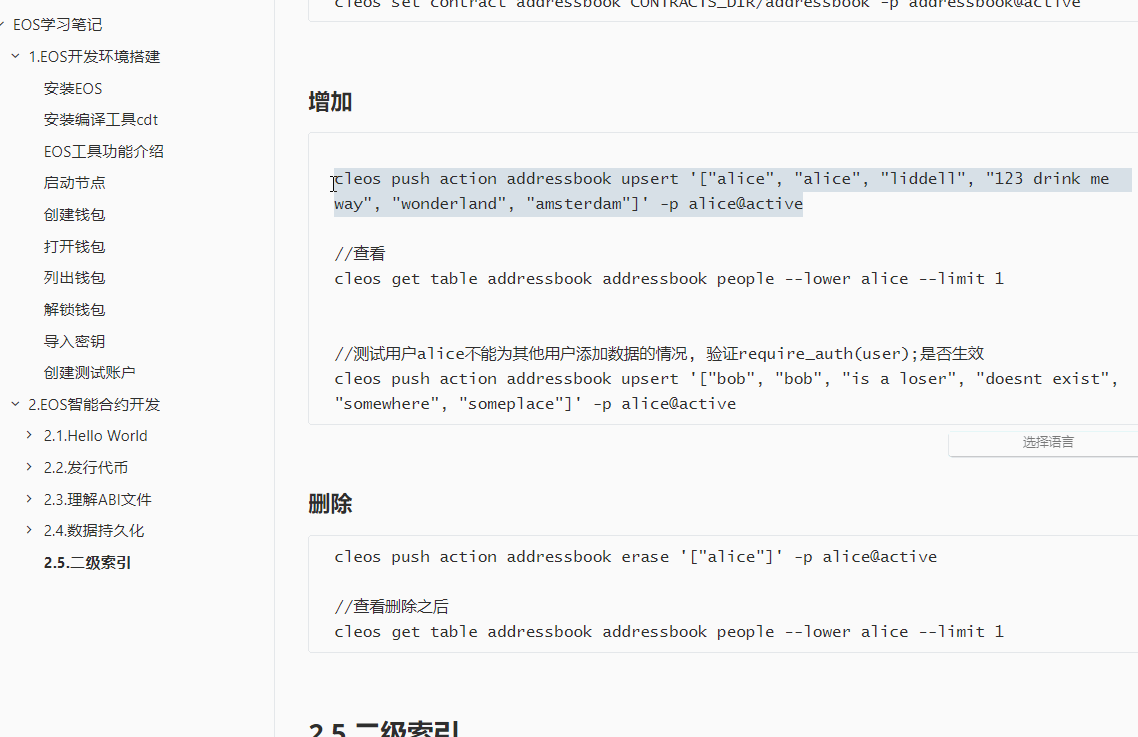 EOS学习笔记
1.EOS开发环境搭建
安装EOS
安装编译工具cdt
EOS工具功能介绍
启动节点
创建钱包
打开钱包
列出钱包
解锁钱包
导入密钥
创建测试账户
2.EOS智能合约开发
2.1.Hello World
2.2.发行代币
2.3.理解ABI文件
2.4.数据持久化
2.5.二级索引
cleos set contract addressbook CONTRACTS_DIR/addressbook -p addressbook@active
增加
cleos push action addressbook upsert '["alice", "alice", "liddell", "123 drink me
way", "wonderland", "amsterdam"]' -p alice@active
//查看
cleos get table addressbook addressbook people --lower alice --limit 1
//测试用户alice不能为其他用户添加数据的情况, 验证require_auth(user);是否生效
cleos push action addressbook upsert '["bob", "bob", "is a loser", "doesnt exist",
"somewhere", "someplace"]' -p alice@active
选择语言
删除
cleos push action addressbook erase '["alice"]' -p alice@active
//查看删除之后
cleos get table addressbook addressbook people --lower alice --limit 1
2.5.二级索引